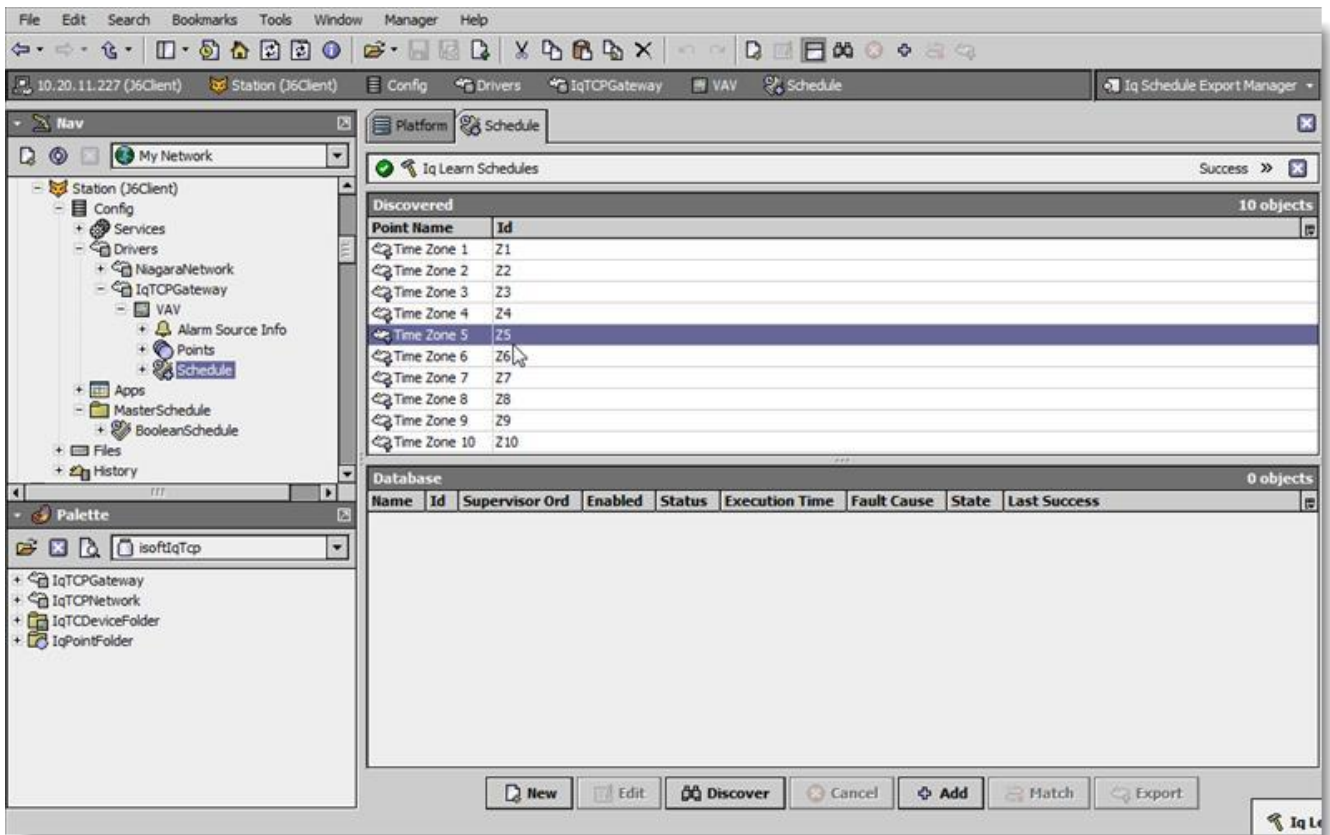 File Edit Search Bookmarks Tools Window Manager Help
10.20.11.227 (J6Client) Station (J6Client) Config Drivers IqTCPGateway VAV Schedule Iq Schedule Export Manager
Nav
My Network
Station (J6Client)
Config
Services
Drivers
NiagaraNetwork
IqTCPGateway
VAV
Alarm Source Info
Points
Schedule
Apps
MasterSchedule
BooleanSchedule
Files
History
Palette
isoftIqTcp
IqTCPGateway
IqTCPNetwork
IqTCDeviceFolder
IqPointFolder
Platform Schedule
Iq Learn Schedules Success »
Discovered 10 objects
Point Name Id
Time Zone 1 Z1
Time Zone 2 Z2
Time Zone 3 Z3
Time Zone 4 Z4
Time Zone 5 Z5
Time Zone 6 Z6
Time Zone 7 Z7
Time Zone 8 Z8
Time Zone 9 Z9
Time Zone 10 Z10
Database 0 objects
Name Id Supervisor Ord Enabled Status Execution Time Fault Cause State Last Success
New Edit Discover Cancel Add Match Export
Iq Le